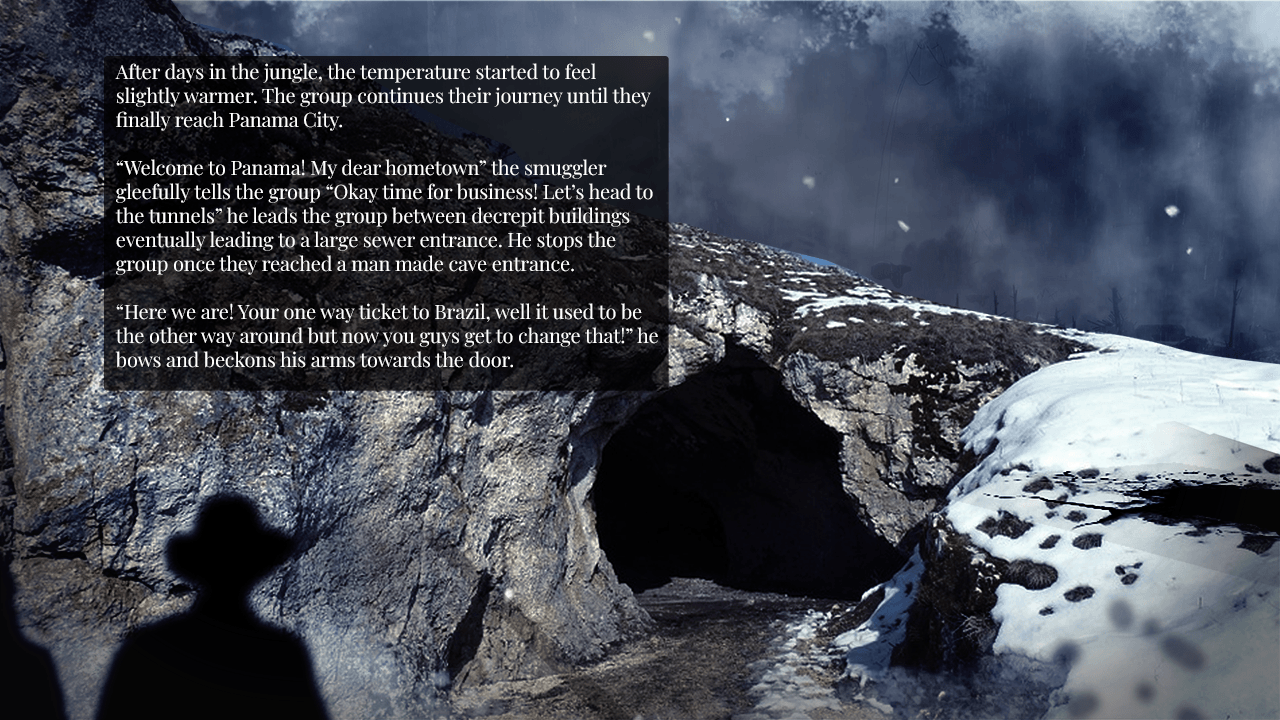 After days in the jungle, the temperature started to feel
slightly warmer. The group continues their journey until they
finally reach Panama City.
“Welcome to Panama! My dear hometown” the smuggler
gleefully tells the group “Okay time for business! Let’s head to
the tunnels” he leads the group between decrepit buildings
eventually leading to a large sewer entrance. He stops the
group once they reached a man made cave entrance.
“Here we are! Your one way ticket to Brazil, well it used to be
the other way around but now you guys get to change that!” he
bows and beckons his arms towards the door.